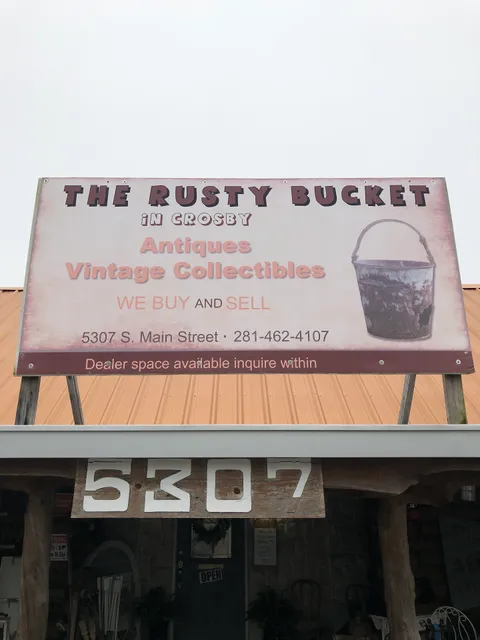 THE RUSTY BUCKET
IN CROSBY
Antiques
Vintage Collectibles
WE BUY AND SELL
5307 S. Main Street · 281-462-4107
Dealer space available inquire within
5307
OPEN